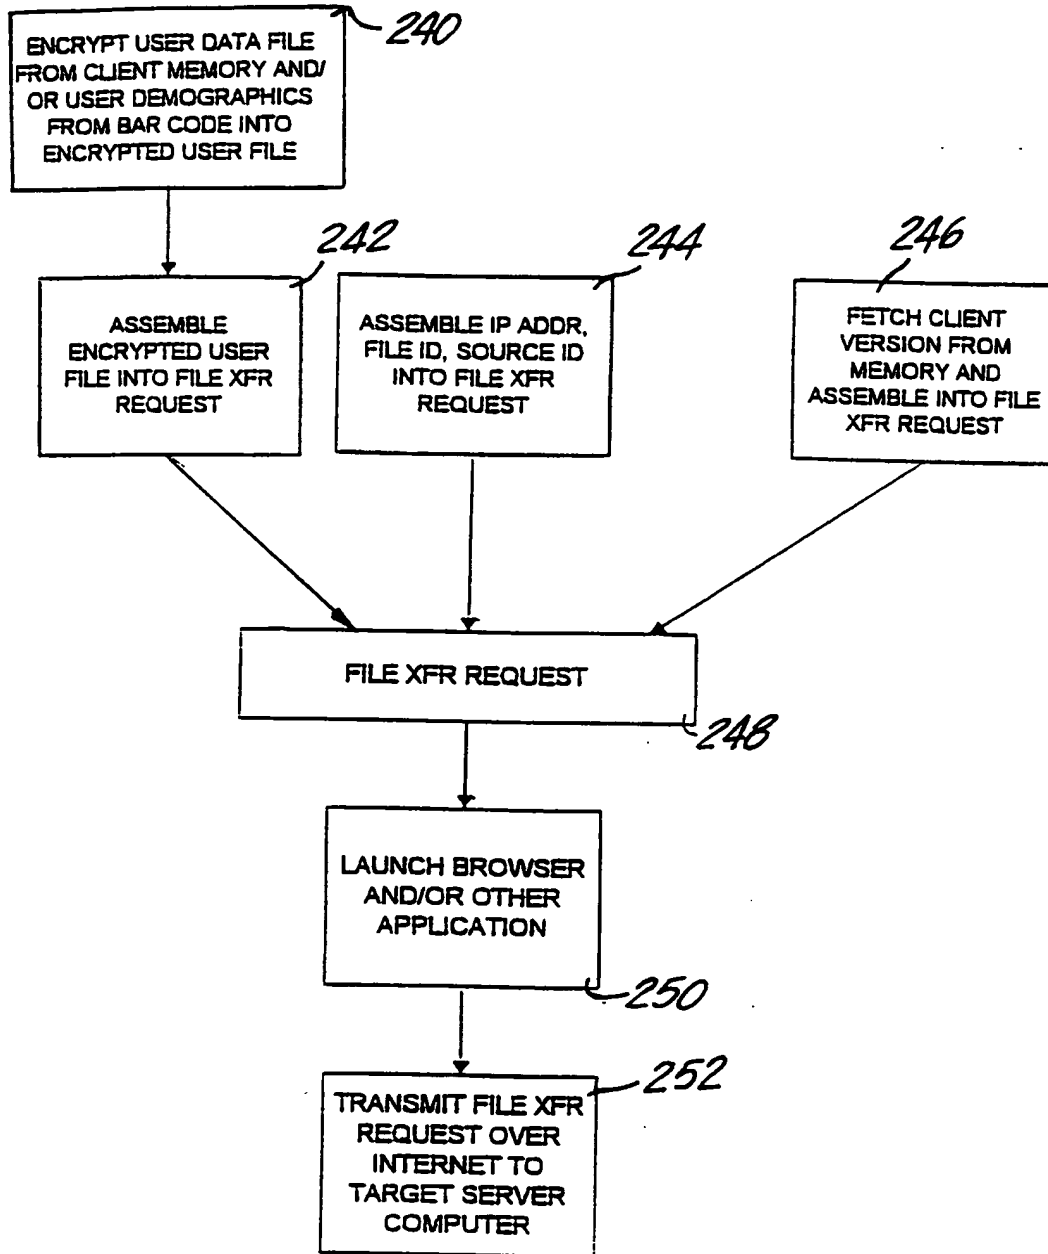 240
ENCRYPT USER DATA FILE
FROM CLIENT MEMORY AND/
OR USER DEMOGRAPHICS
FROM BAR CODE INTO
ENCRYPTED USER FILE
242
ASSEMBLE
ENCRYPTED USER
FILE INTO FILE XFR
REQUEST
244
ASSEMBLE IP ADDR,
FILE ID, SOURCE ID
INTO FILE XFR
REQUEST
246
FETCH CLIENT
VERSION FROM
MEMORY AND
ASSEMBLE INTO FILE
XFR REQUEST
FILE XFR REQUEST
248
LAUNCH BROWSER
AND/OR OTHER
APPLICATION
250
252
TRANSMIT FILE XFR
REQUEST OVER
INTERNET TO
TARGET SERVER
COMPUTER